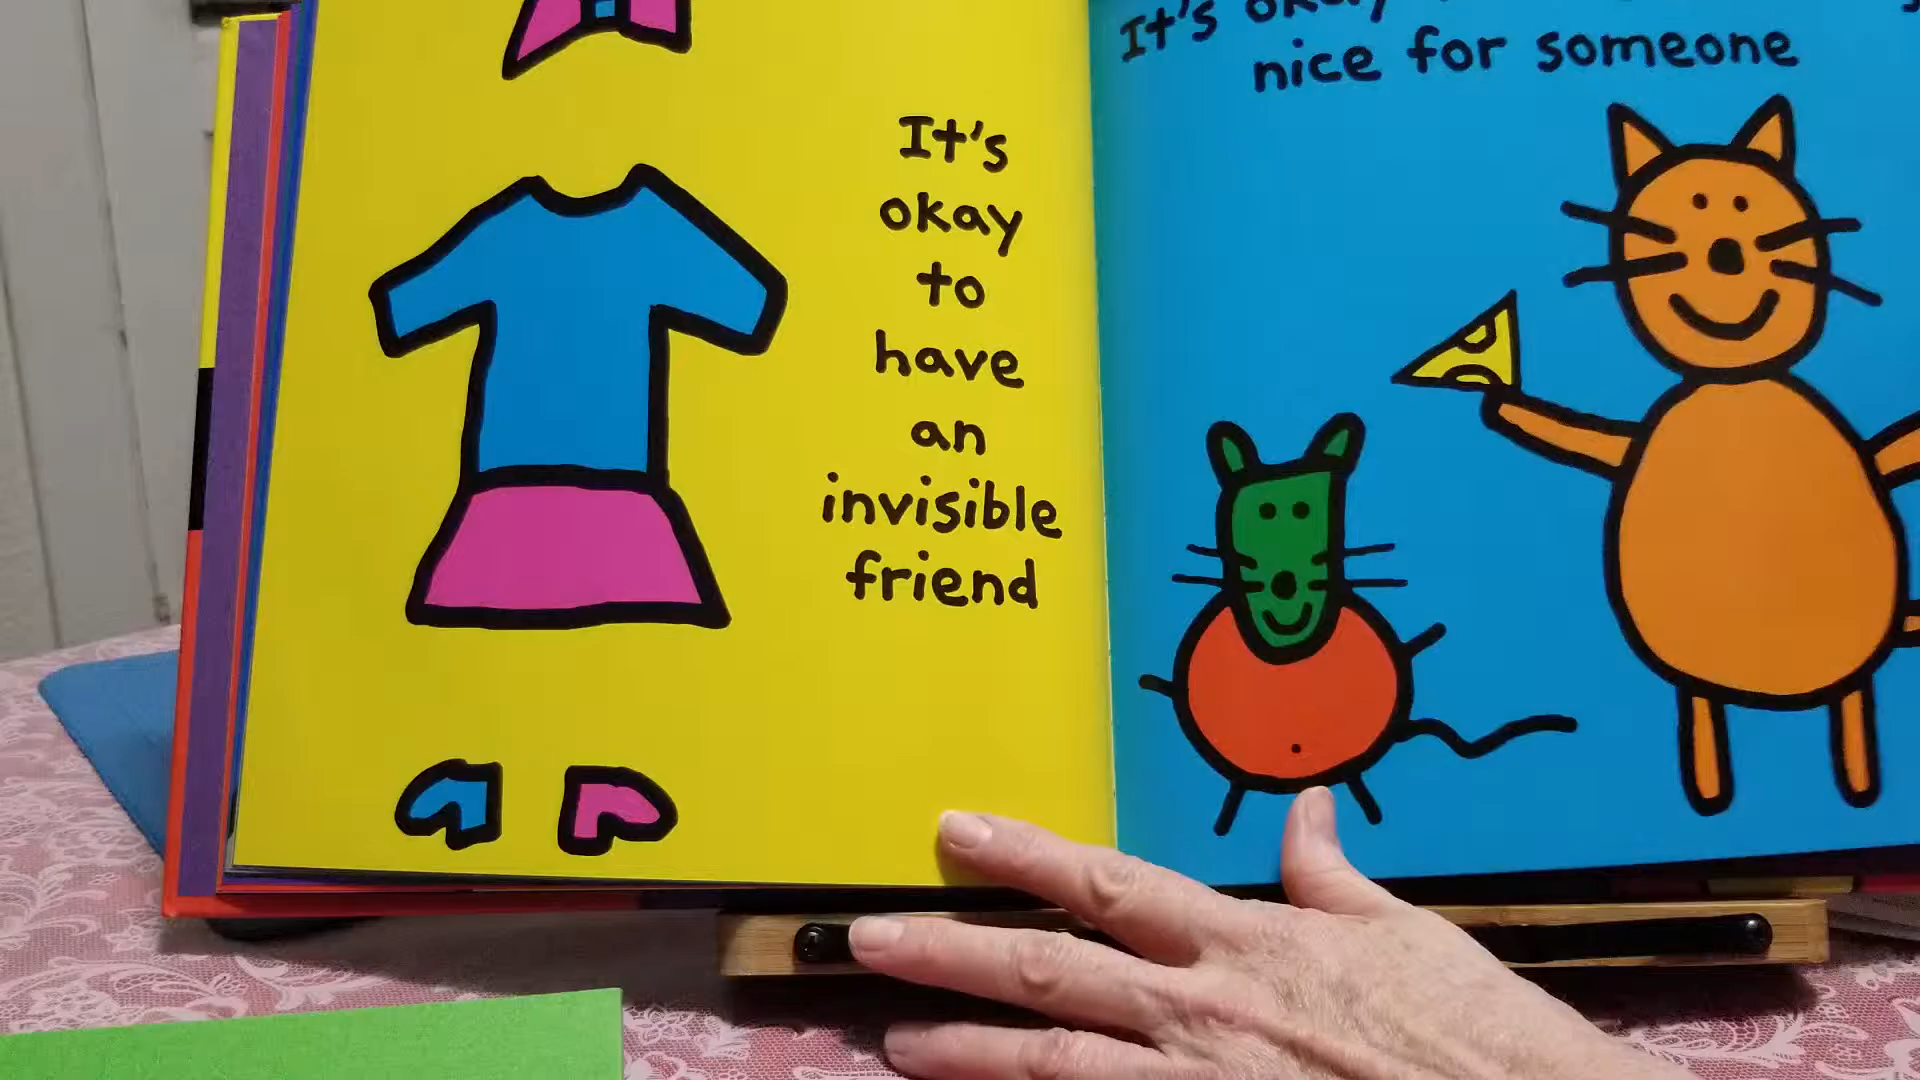 It's
okay
to
have
an
invisible
friend
It's okay
nice for someone